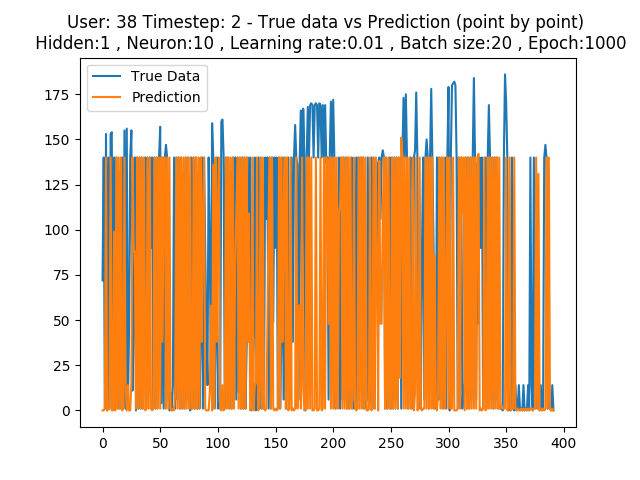 User: 38 Timestep: 2 - True data vs Prediction (point by point)
Hidden:1 , Neuron:10 , Learning rate:0.01 , Batch size:20 , Epoch:1000
True Data
Prediction
175
150
125
100
75
50
25
0
0 50 100 150 200 250 300 350 400